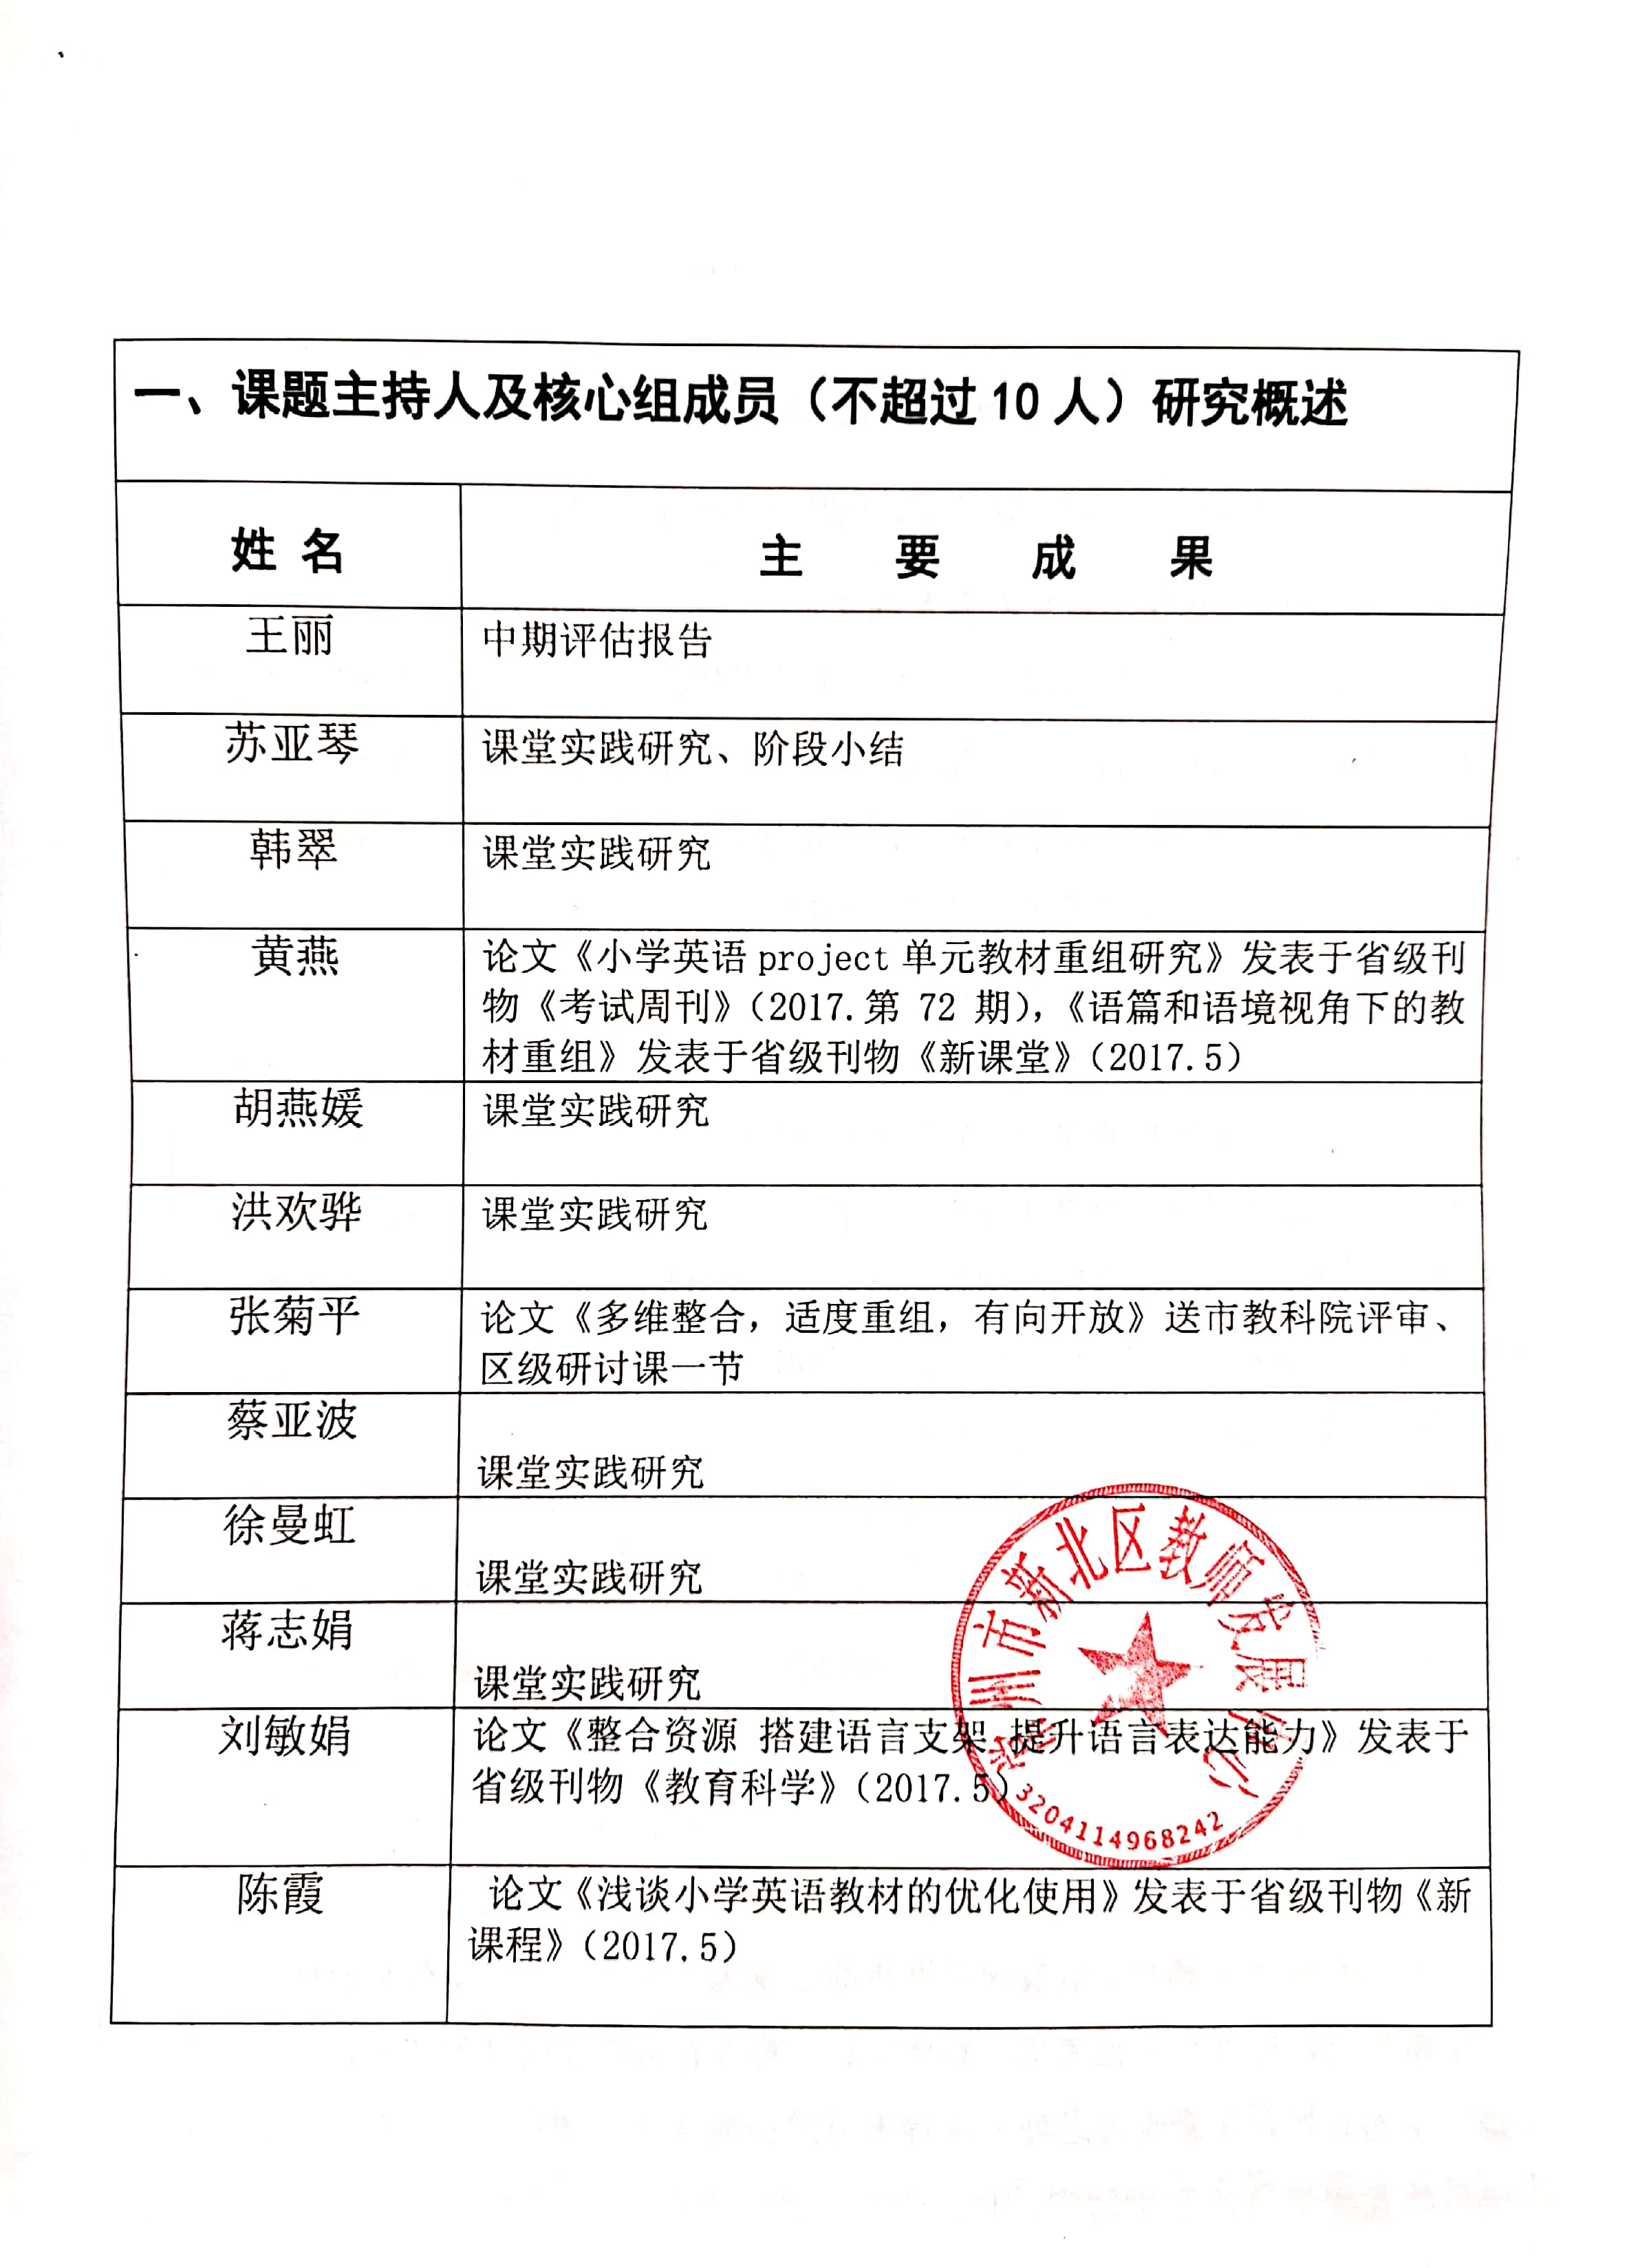 一、课题主持人及核心组成员（不超过10人）研究概述
姓 名
主 要 成 果
王丽
中期评估报告
苏亚琴
课堂实践研究、阶段小结
韩翠
课堂实践研究
黄燕
论文《小学英语 project 单元教材重组研究》发表于省级刊
物《考试周刊》（2017.第 72 期），《语篇和语境视角下的教
材重组》发表于省级刊物《新课堂》（2017.5）
胡燕媛
课堂实践研究
洪欢骅
课堂实践研究
张菊平
论文《多维整合，适度重组，有向开放》送市教科院评审、
区级研讨课一节
蔡亚波
课堂实践研究
徐曼虹
课堂实践研究
蒋志娟
课堂实践研究
刘敏娟
论文《整合资源 搭建语言支架 提升语言表达能力》发表于
省级刊物《教育科学》（2017.5）
陈霞
论文《浅谈小学英语教材的优化使用》发表于省级刊物《新
课程》（2017.5）
常州市新北区教师发展中心
3204114968242